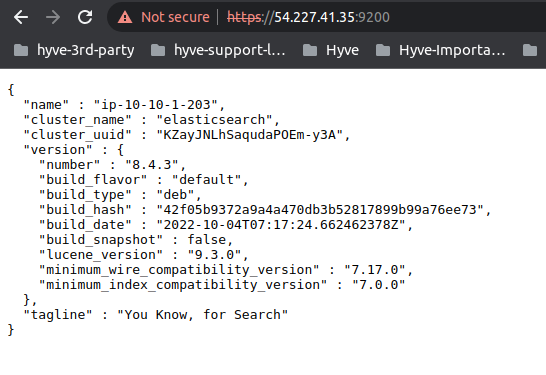 Not secure https://54.227.41.35:9200
hyve-3rd-party hyve-support-l... Hyve Hyve-Importa...
{
"name" : "ip-10-10-1-203",
"cluster_name" : "elasticsearch",
"cluster_uuid" : "KZayJNLhSaqudaPOEm-y3A",
"version" : {
"number" : "8.4.3",
"build_flavor" : "default",
"build_type" : "deb",
"build_hash" : "42f05b9372a9a4a470db3b52817899b99a76ee73",
"build_date" : "2022-10-04T07:17:24.662462378Z",
"build_snapshot" : false,
"lucene_version" : "9.3.0",
"minimum_wire_compatibility_version" : "7.17.0",
"minimum_index_compatibility_version" : "7.0.0"
},
"tagline" : "You Know, for Search"
}